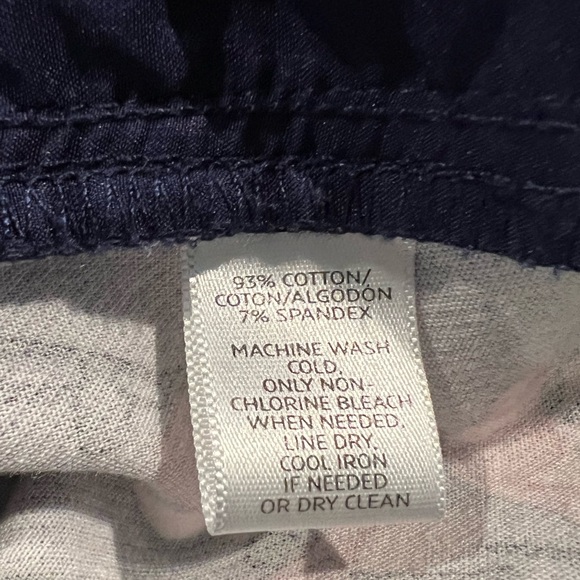 93% COTTON/
COTON/ALGODÓN
7% SPANDEX
MACHINE WASH
COLD.
ONLY NON-
CHLORINE BLEACH
WHEN NEEDED.
LINE DRY.
COOL IRON
IF NEEDED
OR DRY CLEAN